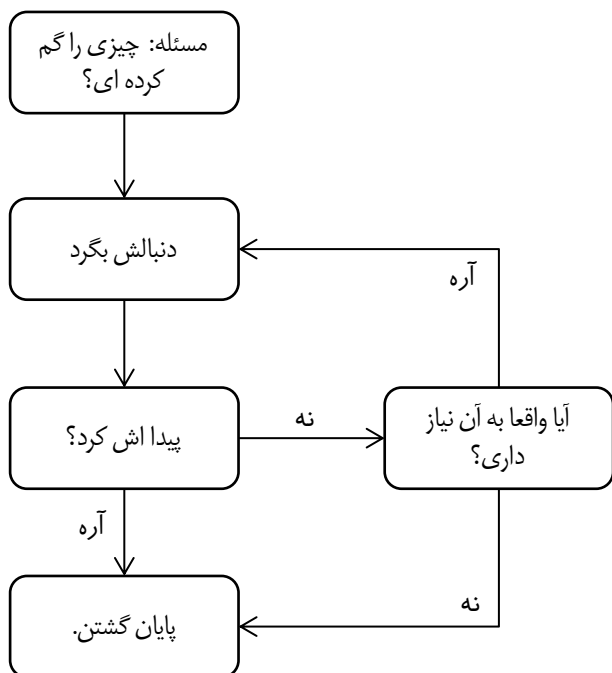 مسئله: چیزی را گم
کرده ای؟
دنبالش بگرد
آره
پیدا اش کرد؟
نه
آیا واقعا به آن نیاز
داری؟
آره
نه
پایان گشتن.